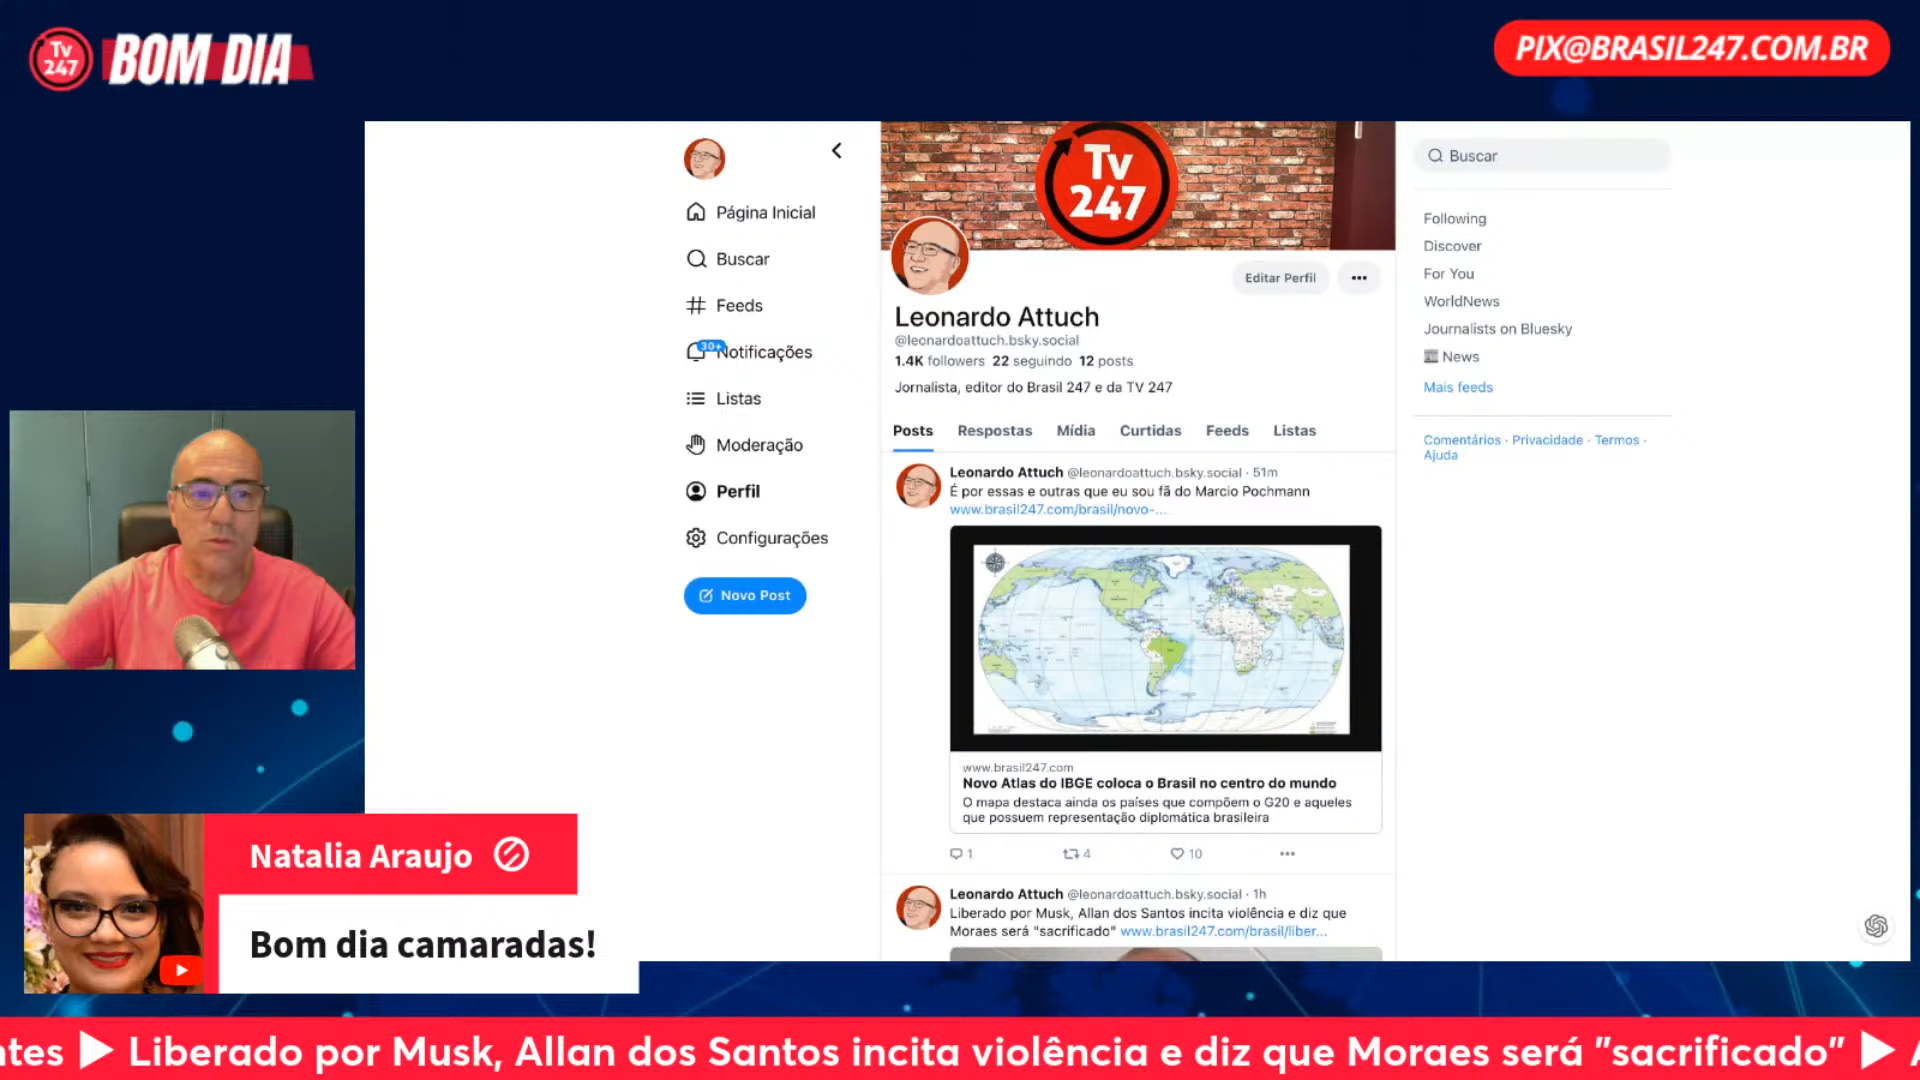 Tv
247
BOM DIA
PIX@BRASIL247.COM.BR
Página Inicial
Buscar
Feeds
30+
Notificações
Listas
Moderação
Perfil
Configurações
Novo Post
Tv
247
Editar Perfil
Leonardo Attuch
@leonardoattuch.bsky.social
1.4K followers 22 seguindo 12 posts
Jornalista, editor do Brasil 247 e da TV 247
Posts Respostas Mídia Curtidas Feeds Listas
Leonardo Attuch @leonardoattuch.bsky.social · 51m
É por essas e outras que eu sou fã do Marcio Pochmann
www.brasil247.com/brasil/novo-...
www.brasil247.com
Novo Atlas do IBGE coloca o Brasil no centro do mundo
O mapa destaca ainda os países que compõem o G20 e aqueles
que possuem representação diplomática brasileira
1 4 10
Leonardo Attuch @leonardoattuch.bsky.social · 1h
Liberado por Musk, Allan dos Santos incita violência e diz que
Moraes será "sacrificado" www.brasil247.com/brasil/liber...
Buscar
Following
Discover
For You
WorldNews
Journalists on Bluesky
News
Mais feeds
Comentários · Privacidade · Termos ·
Ajuda
Natalia Araujo
Bom dia camaradas!
ntes ▶ Liberado por Musk, Allan dos Santos incita violência e diz que Moraes será "sacrificado" ▶ A